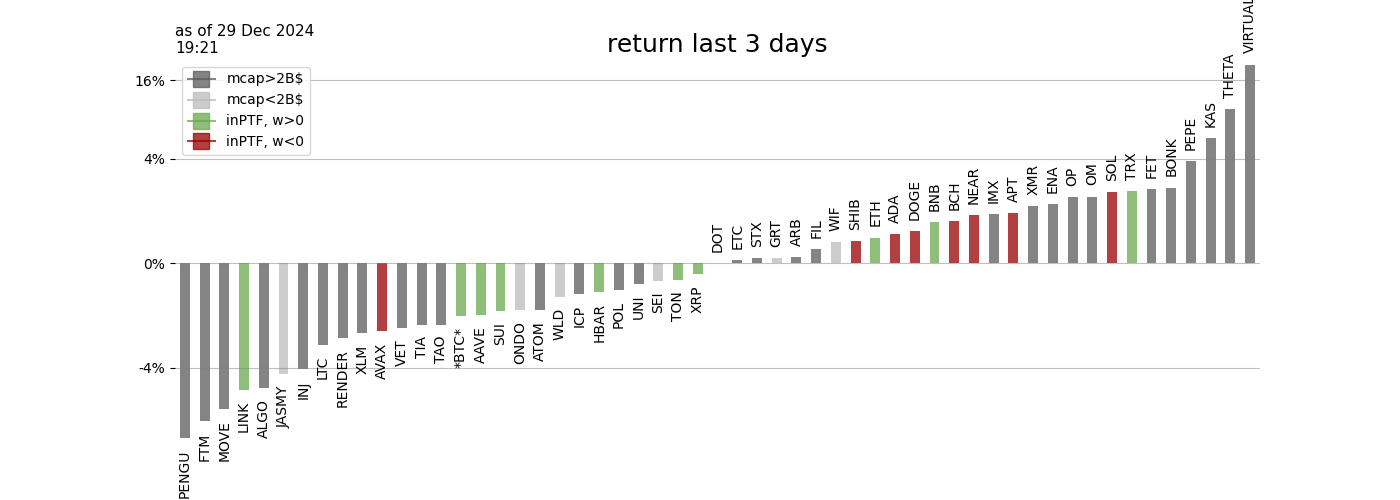 as of 29 Dec 2024
19:21
return last 3 days
mcap>2B$
mcap<2B$
inPTF, w>0
inPTF, w<0
16%
4%
0%
-4%
PENGU
FTM
MOVE
LINK
ALGO
JASMY
INJ
LTC
RENDER
XLM
AVAX
VET
TIA
TAO
*BTC*
AAVE
SUI
ONDO
ATOM
WLD
ICP
HBAR
POL
UNI
SEI
TON
XRP
DOT
ETC
STX
GRT
ARB
FIL
WIF
SHIB
ETH
ADA
DOGE
BNB
BCH
NEAR
IMX
APT
XMR
ENA
OP
OM
SOL
TRX
FET
BONK
PEPE
KAS
THETA
VIRTUAL